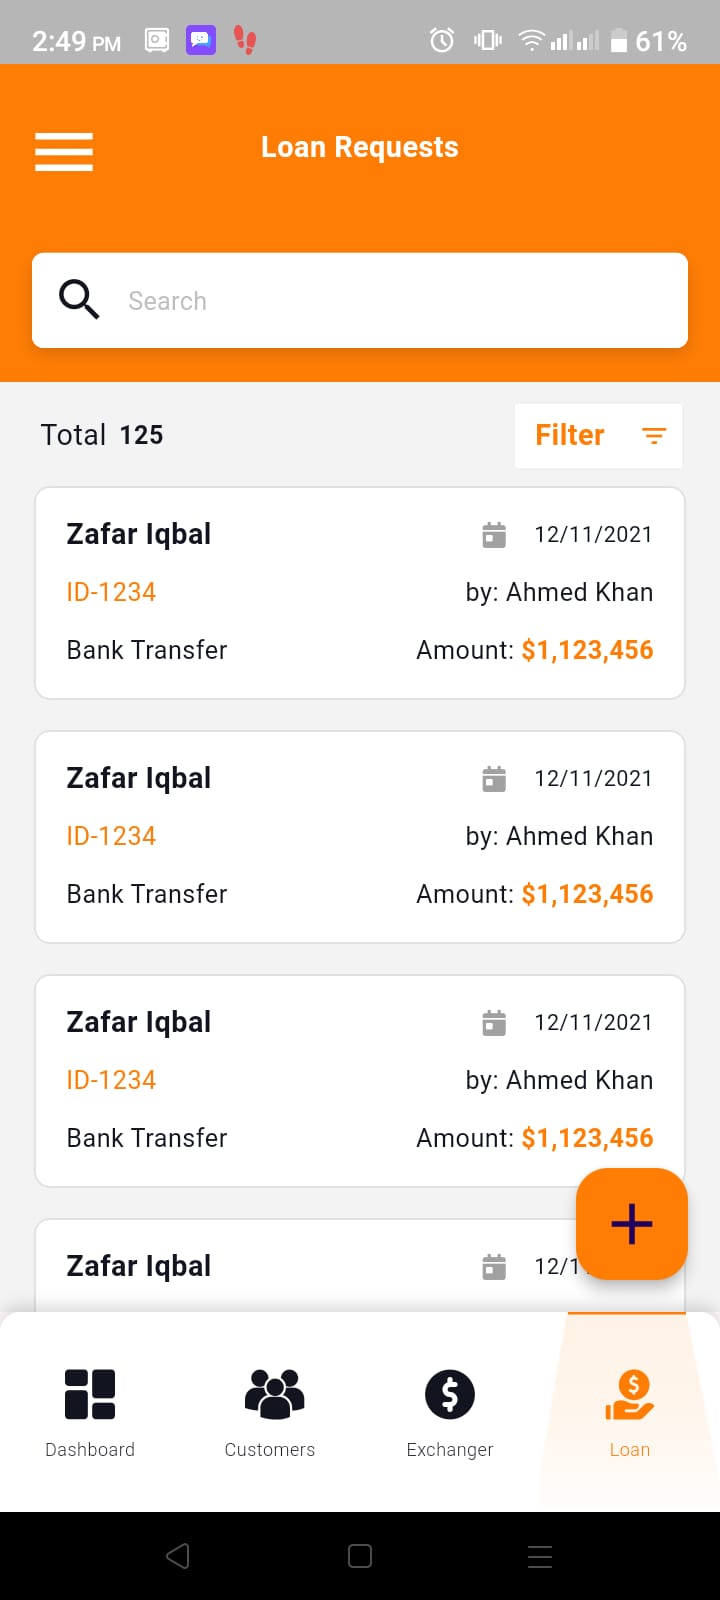 2:49 PM 61%
Loan Requests
Search
Total 125 Filter
Zafar Iqbal 12/11/2021
ID-1234 by: Ahmed Khan
Bank Transfer Amount: $1,123,456
Zafar Iqbal 12/11/2021
ID-1234 by: Ahmed Khan
Bank Transfer Amount: $1,123,456
Zafar Iqbal 12/11/2021
ID-1234 by: Ahmed Khan
Bank Transfer Amount: $1,123,456
Zafar Iqbal 12/1
Dashboard Customers Exchanger Loan